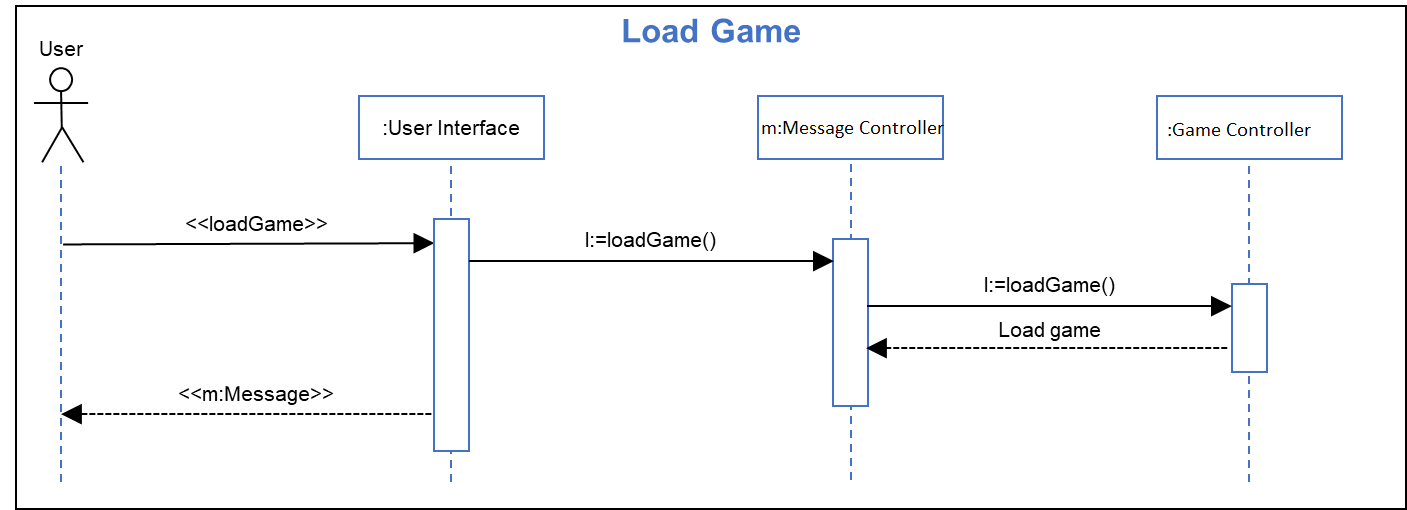 Load Game
User
:User Interface
m:Message Controller
:Game Controller
<<loadGame>>
l:=loadGame()
l:=loadGame()
Load game
<<m:Message>>